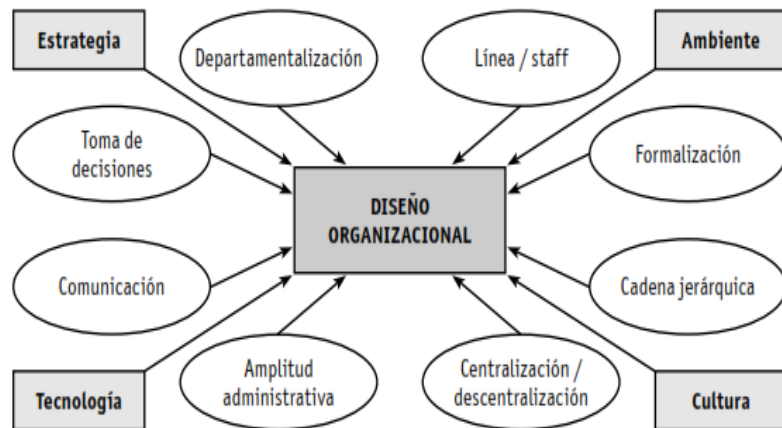 Estrategia
Departamentalización
Línea / staff
Ambiente
Toma de
decisiones
Formalización
DISEÑO
ORGANIZACIONAL
Comunicación
Cadena jerárquica
Tecnología
Amplitud
administrativa
Centralización /
descentralización
Cultura